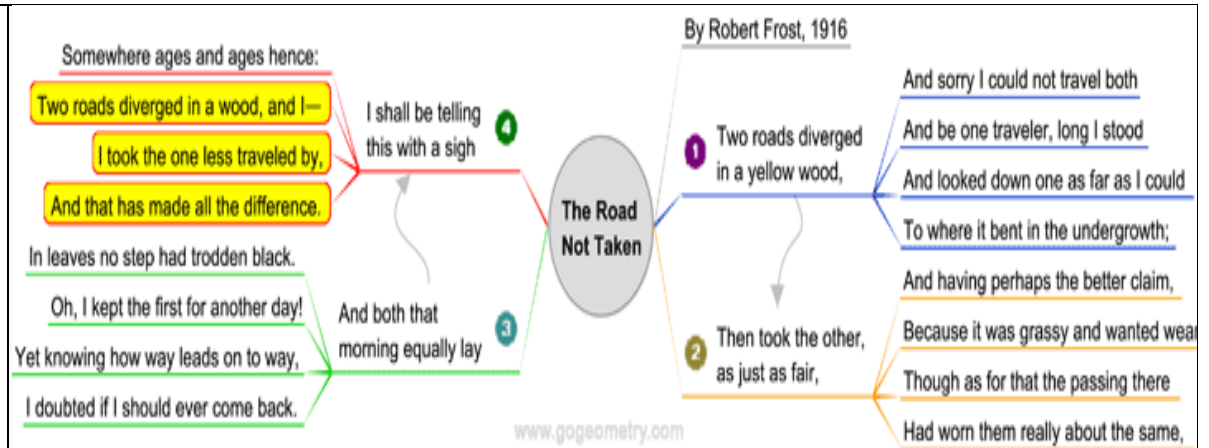 The Road
Not Taken
By Robert Frost, 1916
1
Two roads diverged
in a yellow wood,
And sorry I could not travel both
And be one traveler, long I stood
And looked down one as far as I could
To where it bent in the undergrowth;
2
Then took the other,
as just as fair,
And having perhaps the better claim,
Because it was grassy and wanted wear
Though as for that the passing there
Had worn them really about the same,
3
And both that
morning equally lay
In leaves no step had trodden black.
Oh, I kept the first for another day!
Yet knowing how way leads on to way,
I doubted if I should ever come back.
4
I shall be telling
this with a sigh
Somewhere ages and ages hence:
Two roads diverged in a wood, and I—
I took the one less traveled by,
And that has made all the difference.
www.gogeometry.com